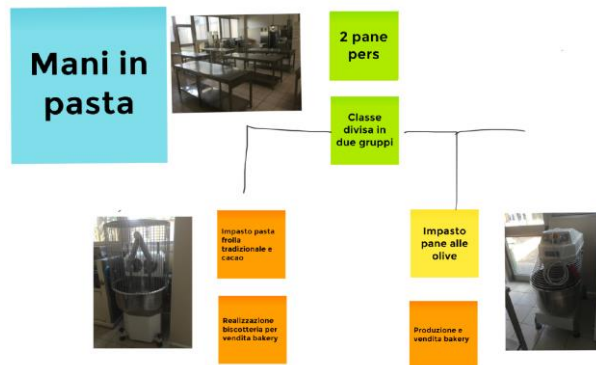 Mani in
pasta
2 pane
pers
Classe
divisa in
due gruppi
Impasto pasta
frolla
tradizionale e
cacao
Impasto
pane alle
olive
Realizzazione
biscotteria per
vendita bakery
Produzione e
vendita bakery